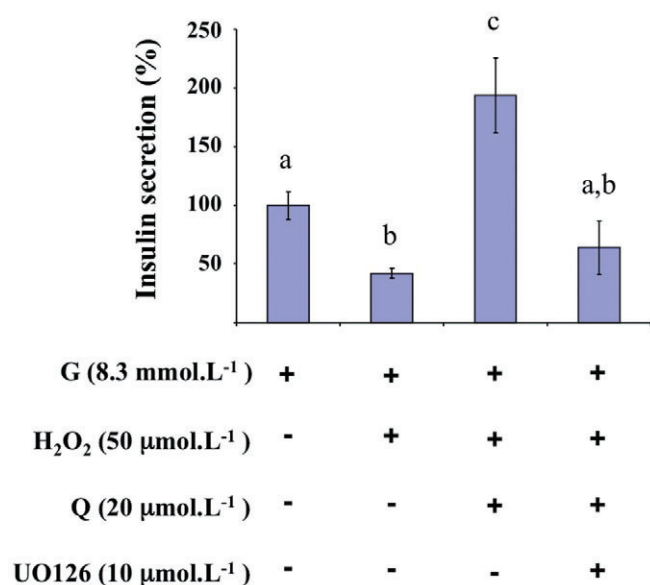 Insulin secretion (%)
250
200
150
100
50
a
b
c
a,b
G (8.3 mmol.L⁻¹) + + + +
H₂O₂ (50 μmol.L⁻¹) - + + +
Q (20 μmol.L⁻¹) - - + +
UO126 (10 μmol.L⁻¹) - - - +